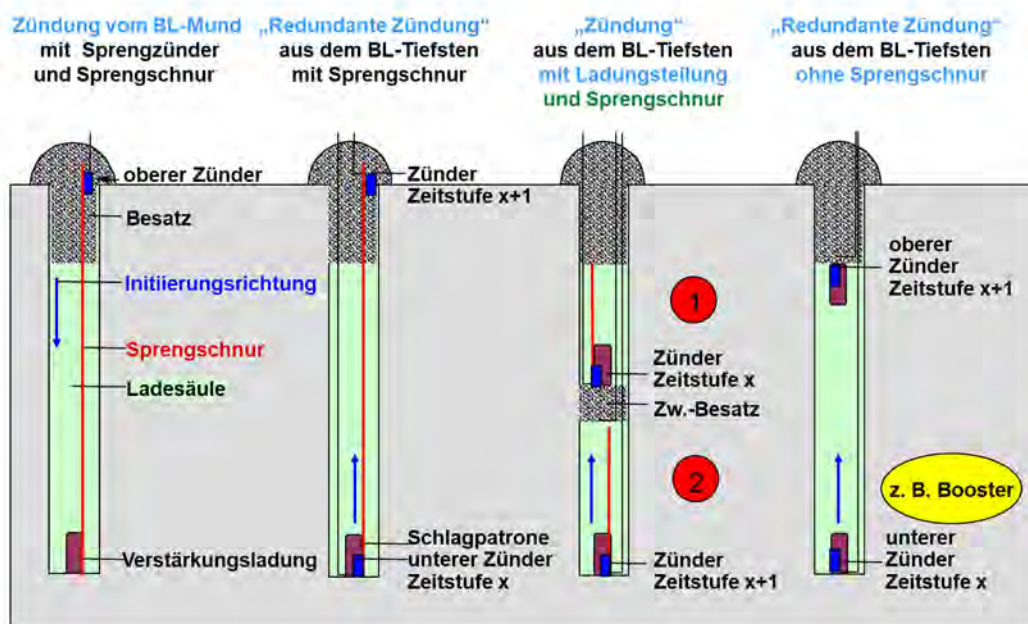 Zündung vom BL-Mund
mit Sprengzünder
und Sprengschnur
„Redundante Zündung“
aus dem BL-Tiefsten
mit Sprengschnur
„Zündung“
aus dem BL-Tiefsten
mit Ladungsteilung
und Sprengschnur
„Redundante Zündung“
aus dem BL-Tiefsten
ohne Sprengschnur
oberer Zünder
Besatz
Initiierungsrichtung
Sprengschnur
Ladesäule
Verstärkungsladung
Zünder
Zeitstufe x+1
Schlagpatrone
unterer Zünder
Zeitstufe x
1
Zünder
Zeitstufe x
Zw.-Besatz
2
Zünder
Zeitstufe x+1
oberer
Zünder
Zeitstufe x+1
z. B. Booster
unterer
Zünder
Zeitstufe x